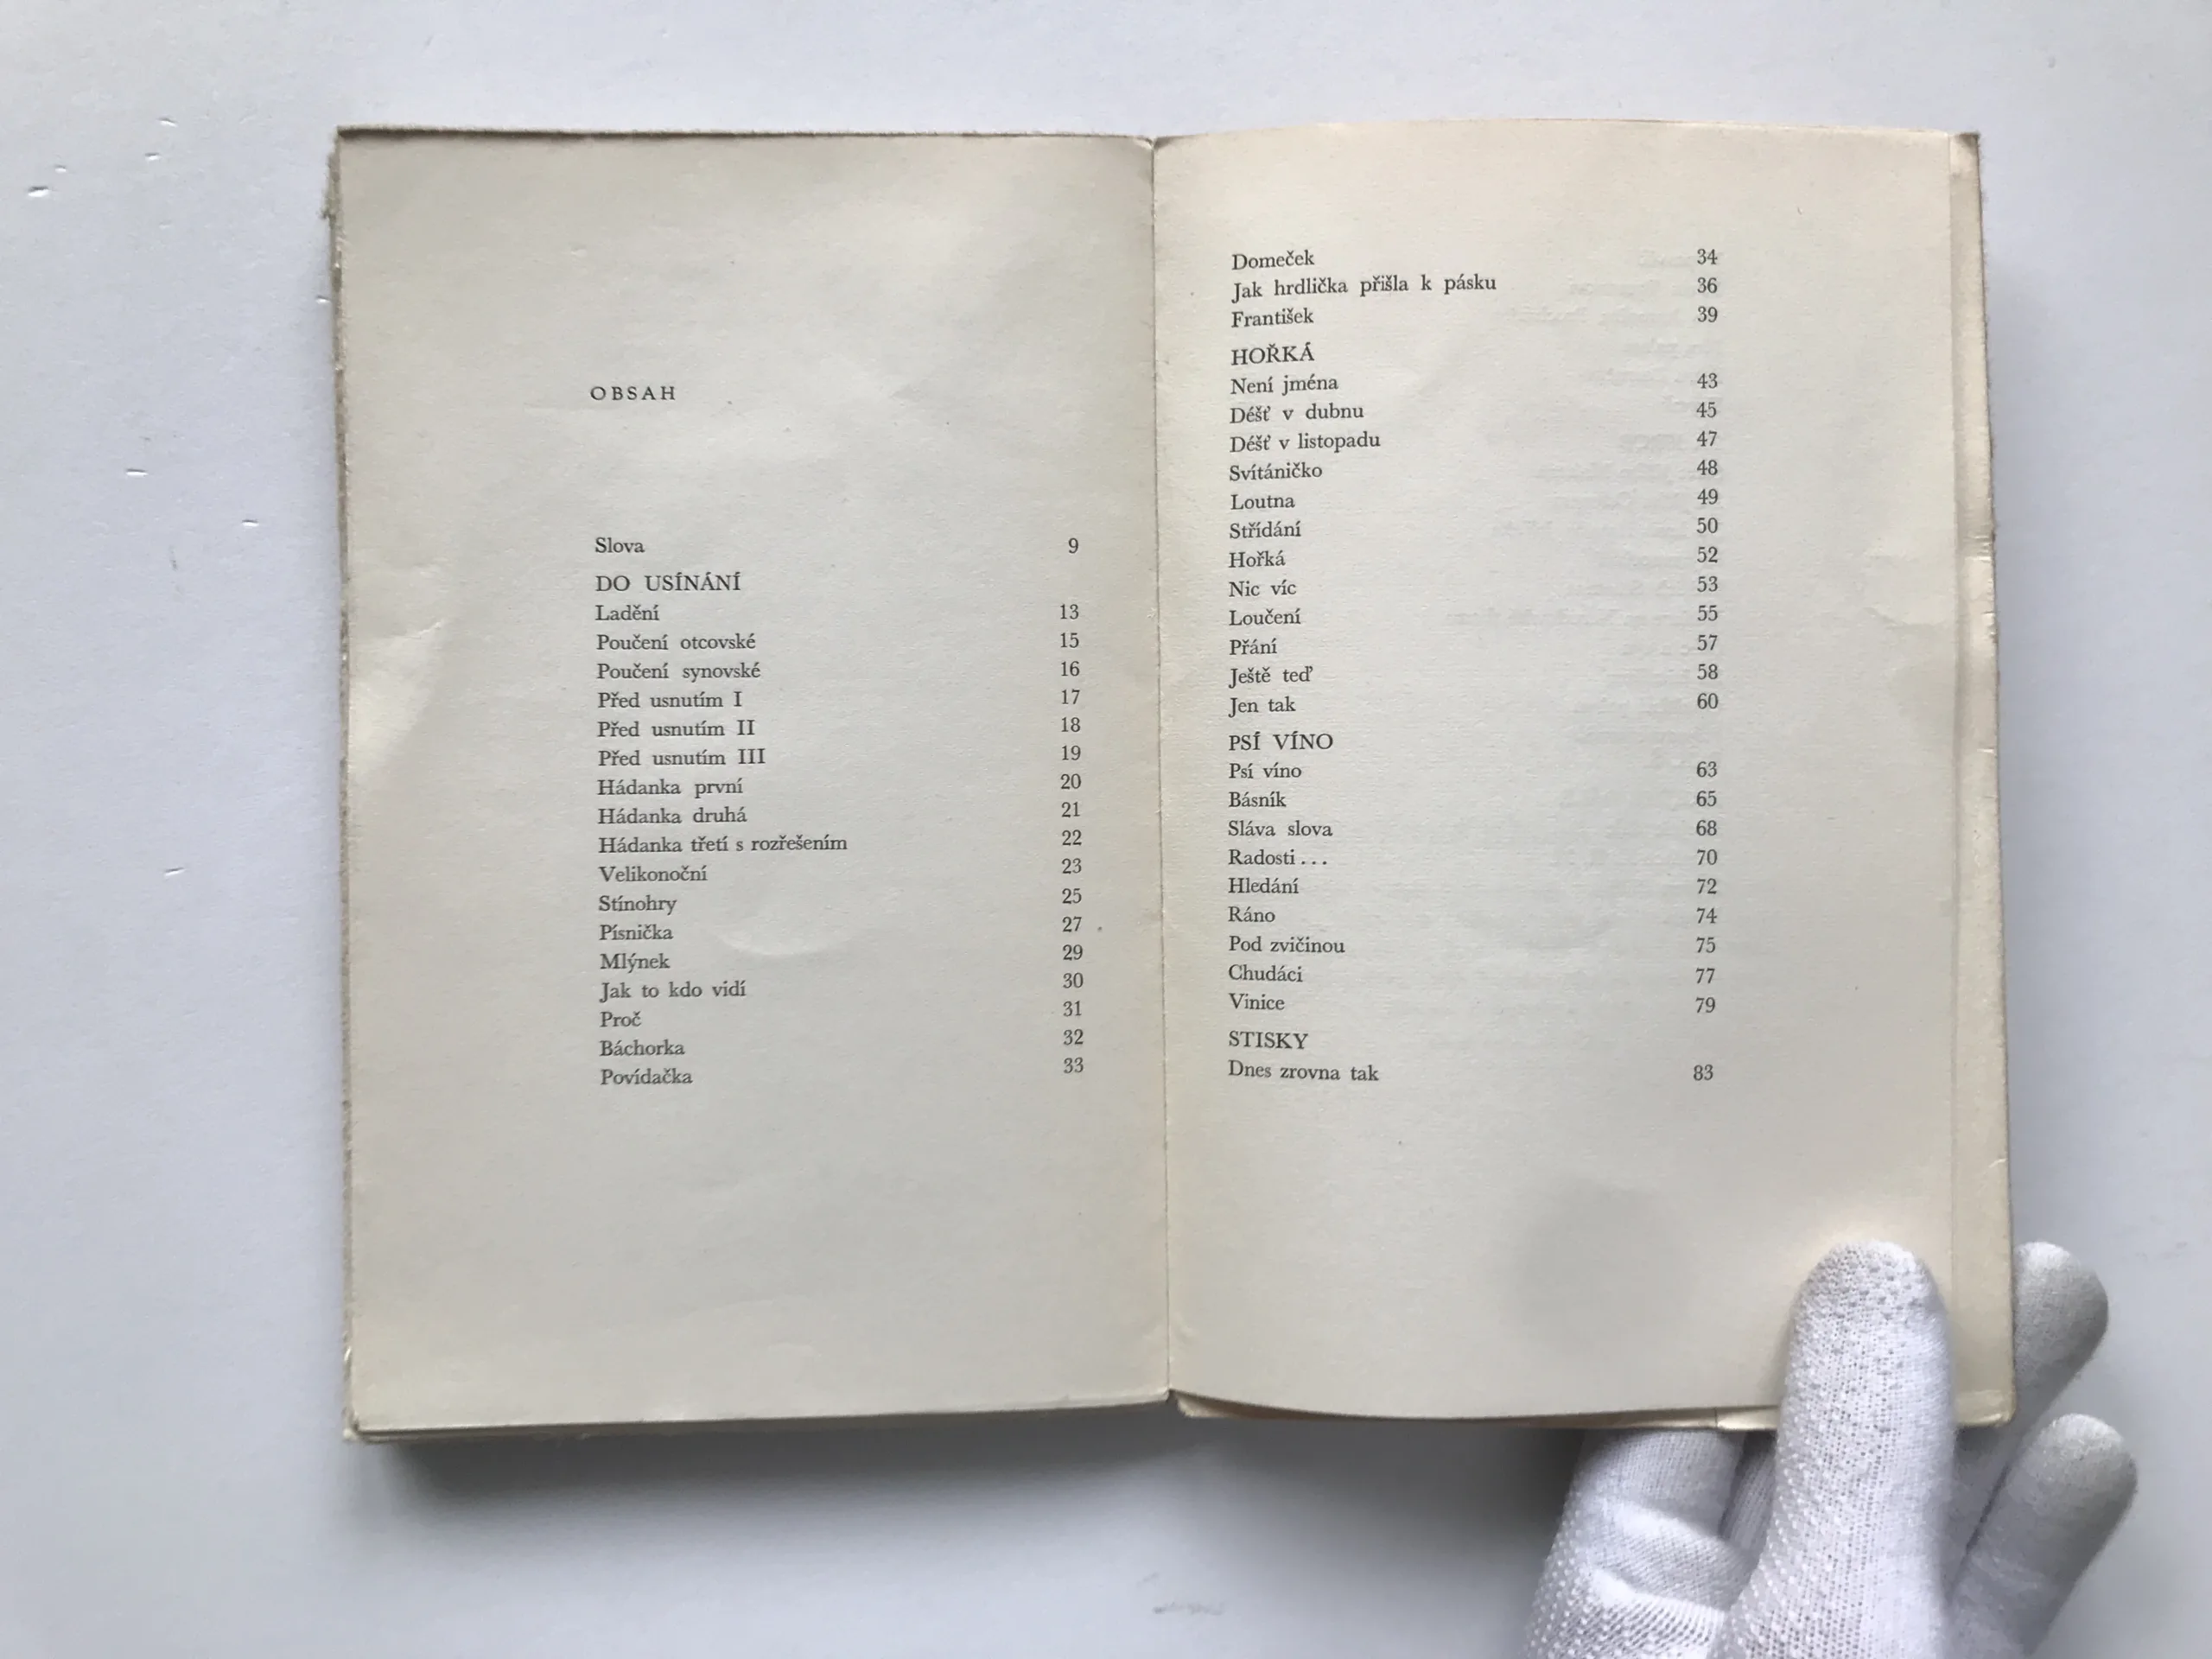 OBSAH
Slova 9
DO USÍNÁNÍ
Ladění 13
Poučení otcovské 15
Poučení synovské 16
Před usnutím I 17
Před usnutím II 18
Před usnutím III 19
Hádanka první 20
Hádanka druhá 21
Hádanka třetí s rozřešením 22
Velikonoční 23
Stínohry 25
Písnička 27
Mlýnek 29
Jak to kdo vidí 30
Proč 31
Báchorka 32
Povídačka 33
Domeček 34
Jak hrdlička přišla k pásku 36
František 39
HOŘKÁ
Není jména 43
Déšť v dubnu 45
Déšť v listopadu 47
Svítáničko 48
Loutna 49
Střídání 50
Hořká 52
Nic víc 53
Loučení 55
Přání 57
Ještě teď 58
Jen tak 60
PSÍ VÍNO
Psí víno 63
Básník 65
Sláva slova 68
Radosti... 70
Hledání 72
Ráno 74
Pod zvičinou 75
Chudáci 77
Vinice 79
STISKY
Dnes zrovna tak 83